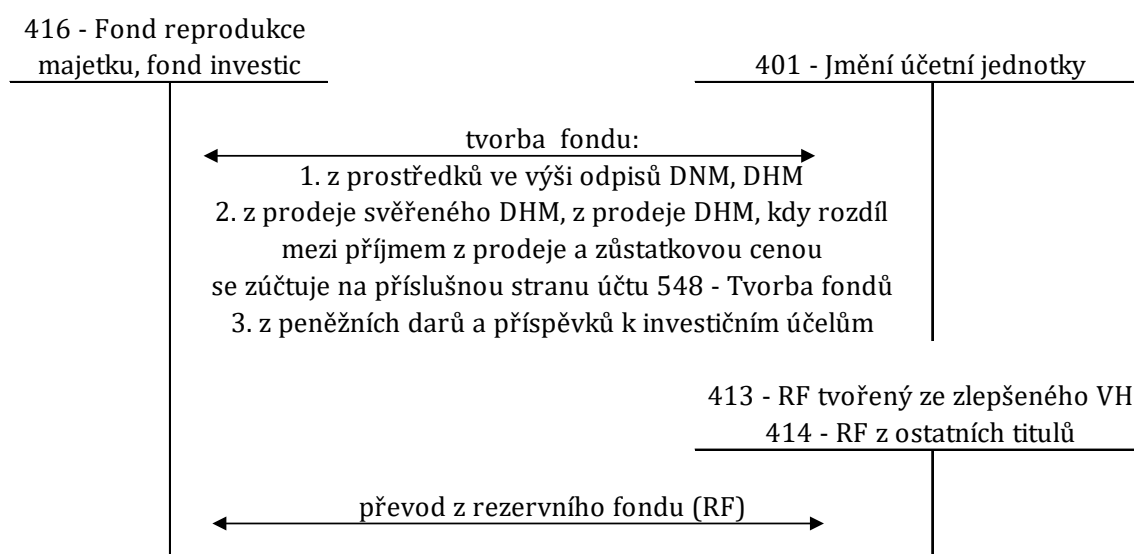 416 - Fond reprodukce
majetku, fond investic
401 - Jmění účetní jednotky
tvorba fondu:
1. z prostředků ve výši odpisů DNM, DHM
2. z prodeje svěřeného DHM, z prodeje DHM, kdy rozdíl
mezi příjmem z prodeje a zůstatkovou cenou
se zúčtuje na příslušnou stranu účtu 548 - Tvorba fondů
3. z peněžních darů a příspěvků k investičním účelům
413 - RF tvořený ze zlepšeného VH
414 - RF z ostatních titulů
převod z rezervního fondu (RF)